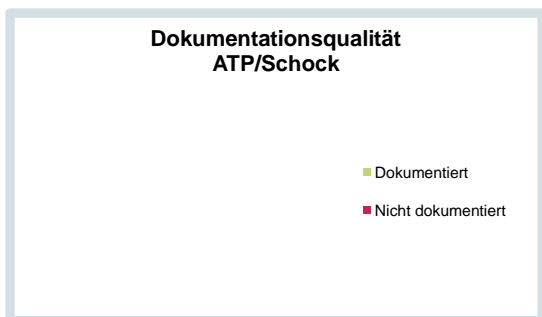 Dokumentationsqualität
ATP/Schock
Dokumentiert
Nicht dokumentiert